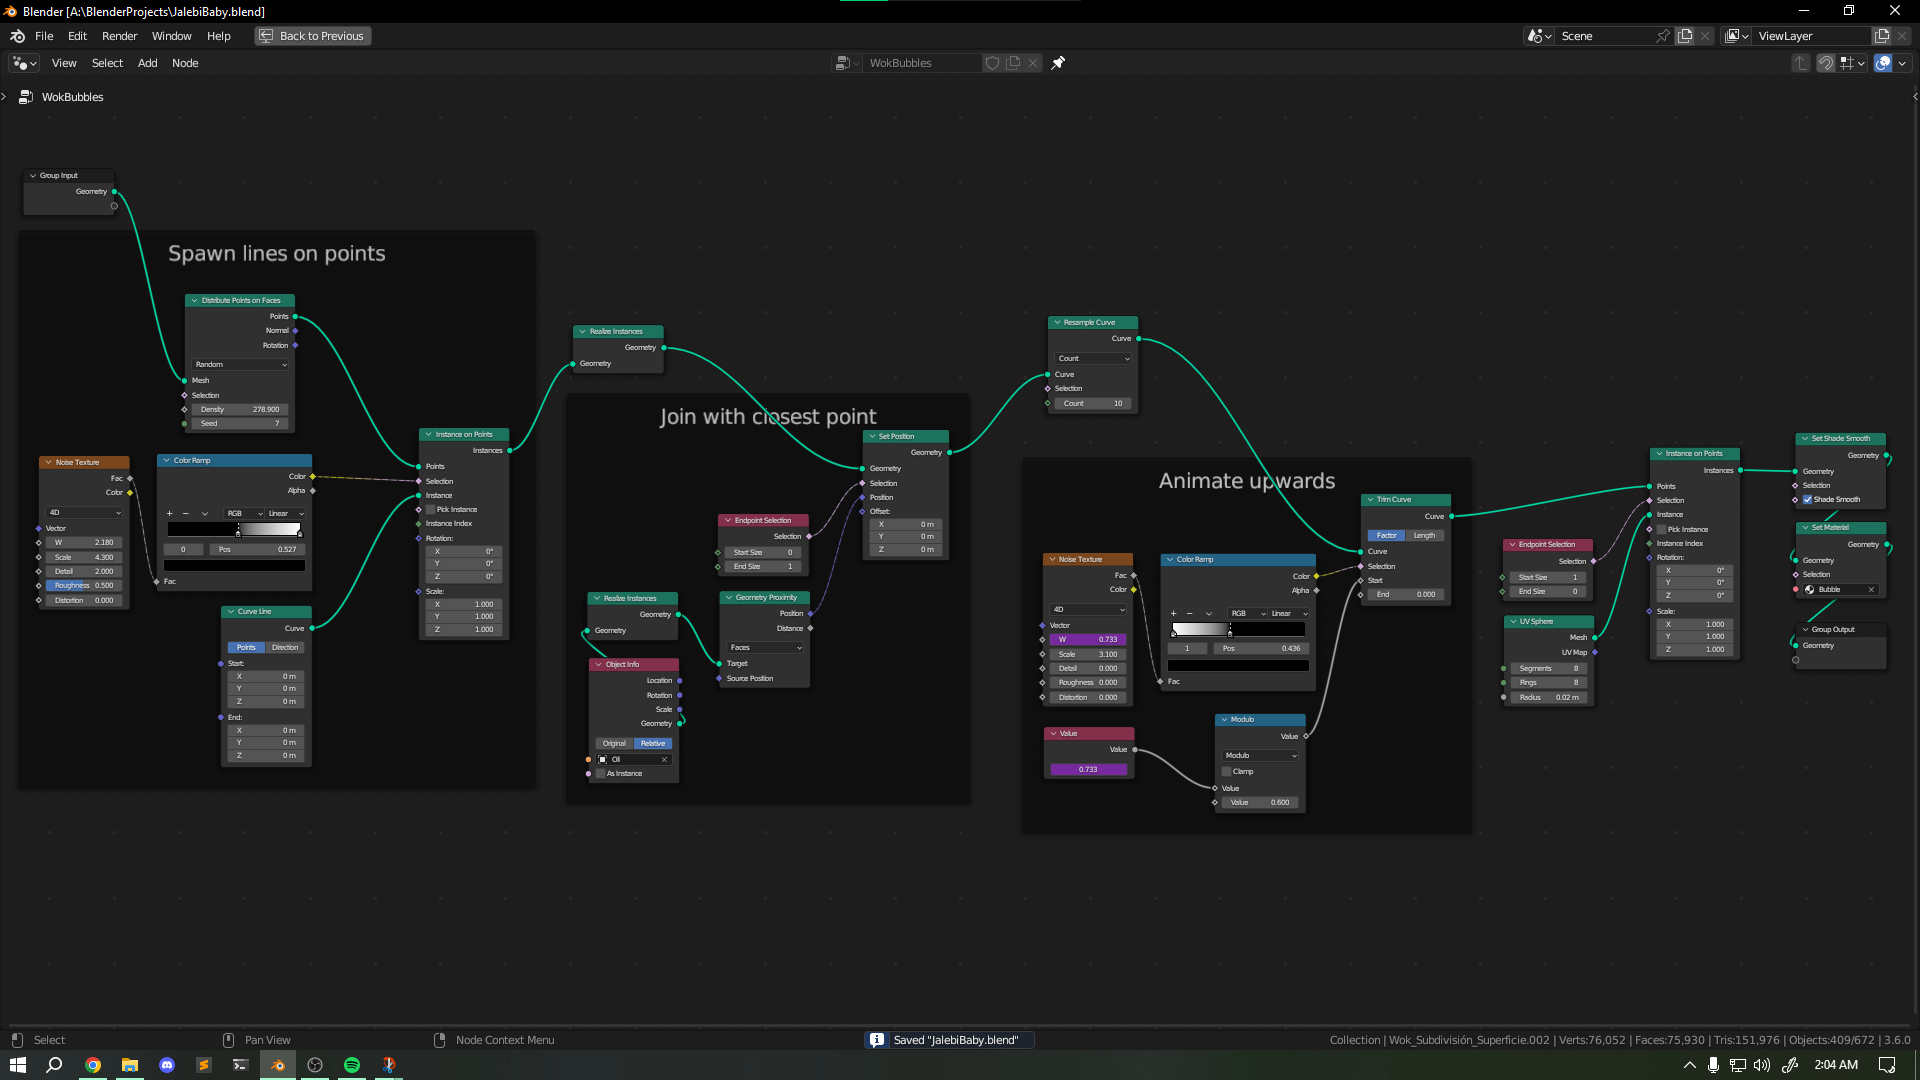 Blender [A:\BlenderProjects\JalebiBaby.blend]
File Edit Render Window Help Back to Previous Scene ViewLayer
View Select Add Node WokBubbles
WokBubbles
Group Input
Geometry
Spawn lines on points
Distribute Points on Faces
Points
Normal
Rotation
Random
Mesh
Selection
Density 278.900
Seed 7
Noise Texture
Fac
Color
4D
Vector
W 2.180
Scale 4.300
Detail 2.000
Roughness 0.500
Distortion 0.000
Color Ramp
Color
Alpha
+ − RGB Linear
0 Pos 0.527
Fac
Curve Line
Curve
Points Direction
Start:
X 0 m
Y 0 m
Z 0 m
End:
X 0 m
Y 0 m
Z 0 m
Instance on Points
Instances
Points
Selection
Instance
Pick Instance
Instance Index
Rotation:
X 0°
Y 0°
Z 0°
Scale:
X 1.000
Y 1.000
Z 1.000
Realize Instances
Geometry
Geometry
Join with closest point
Set Position
Geometry
Geometry
Selection
Position
Offset:
X 0 m
Y 0 m
Z 0 m
Endpoint Selection
Selection
Start Size 0
End Size 1
Realize Instances
Geometry
Geometry
Geometry Proximity
Position
Distance
Faces
Target
Source Position
Object Info
Location
Rotation
Scale
Geometry
Original Relative
Oil
As Instance
Resample Curve
Curve
Count
Curve
Selection
Count 10
Animate upwards
Trim Curve
Curve
Factor Length
Curve
Selection
Start
End 0.000
Noise Texture
Fac
Color
4D
Vector
W 0.733
Scale 3.100
Detail 0.000
Roughness 0.000
Distortion 0.000
Color Ramp
Color
Alpha
+ − RGB Linear
1 Pos 0.436
Fac
Value
Value
0.733
Modulo
Value
Modulo
Clamp
Value
Value 0.600
Endpoint Selection
Selection
Start Size 1
End Size 0
UV Sphere
Mesh
UV Map
Segments 8
Rings 8
Radius 0.02 m
Instance on Points
Instances
Points
Selection
Instance
Pick Instance
Instance Index
Rotation:
X 0°
Y 0°
Z 0°
Scale:
X 1.000
Y 1.000
Z 1.000
Set Shade Smooth
Geometry
Geometry
Selection
Shade Smooth
Set Material
Geometry
Geometry
Selection
Bubble
Group Output
Geometry
Select Pan View Node Context Menu Saved "JalebiBaby.blend" Collection | Wok_Subdivisión_Superficie.002 | Verts:76,052 | Faces:75,930 | Tris:151,976 | Objects:409/672 | 3.6.0
2:04 AM